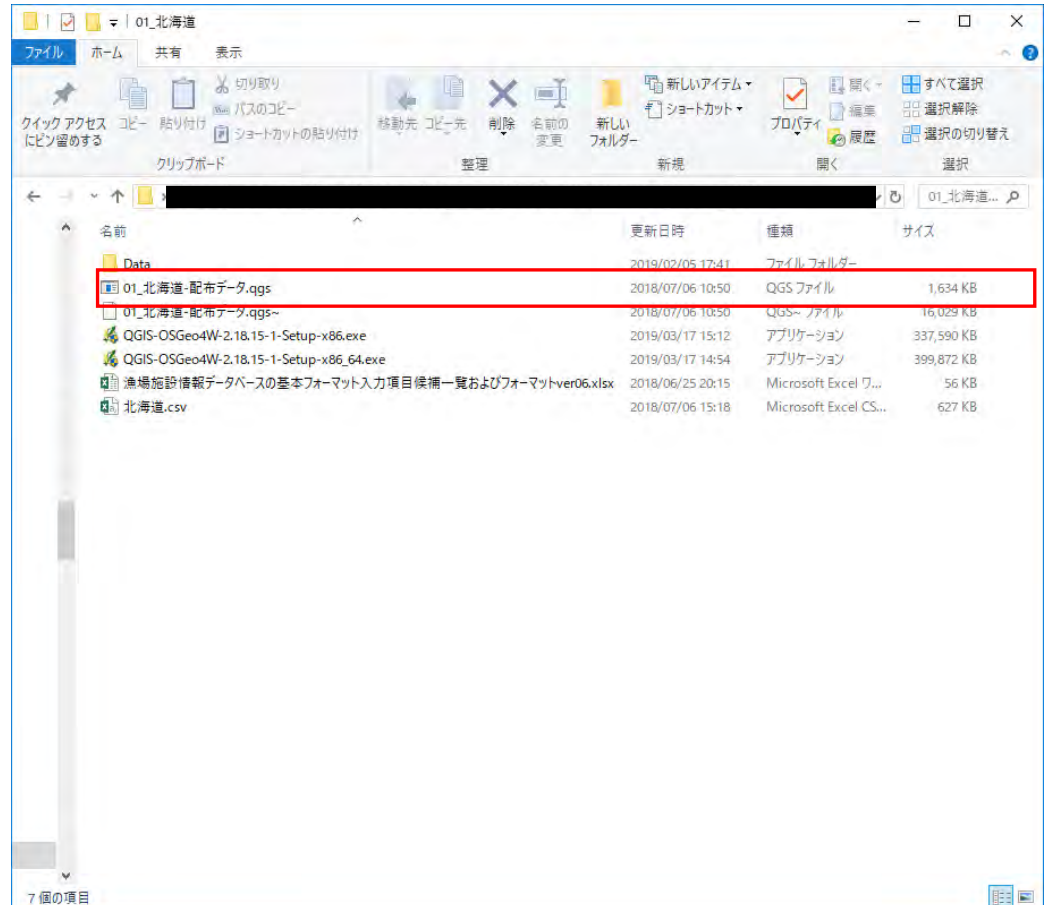 01_北海道
ファイル ホーム 共有 表示
クイック アクセスにピン留めする
コピー
貼り付け
切り取り
パスのコピー
ショートカットの貼り付け
クリップボード
移動先 コピー先 削除 名前の変更
整理
新しいフォルダー
新しいアイテム
ショートカット
新規
プロパティ
開く
編集
履歴
開く
すべて選択
選択解除
選択の切り替え
選択
01_北海道...
名前 更新日時 種類 サイズ
Data 2019/02/05 17:41 ファイル フォルダー
01_北海道-配布データ.qgs 2018/07/06 10:50 QGS ファイル 1,634 KB
01_北海道-配布データ.qgs~ 2018/07/06 10:50 QGS~ ファイル 16,029 KB
QGIS-OSGeo4W-2.18.15-1-Setup-x86.exe 2019/03/17 15:12 アプリケーション 337,590 KB
QGIS-OSGeo4W-2.18.15-1-Setup-x86_64.exe 2019/03/17 14:54 アプリケーション 399,872 KB
漁場施設情報データベースの基本フォーマット入力項目候補一覧およびフォーマットver06.xlsx 2018/06/25 20:15 Microsoft Excel ワ... 56 KB
北海道.csv 2018/07/06 15:18 Microsoft Excel CS... 627 KB
7 個の項目